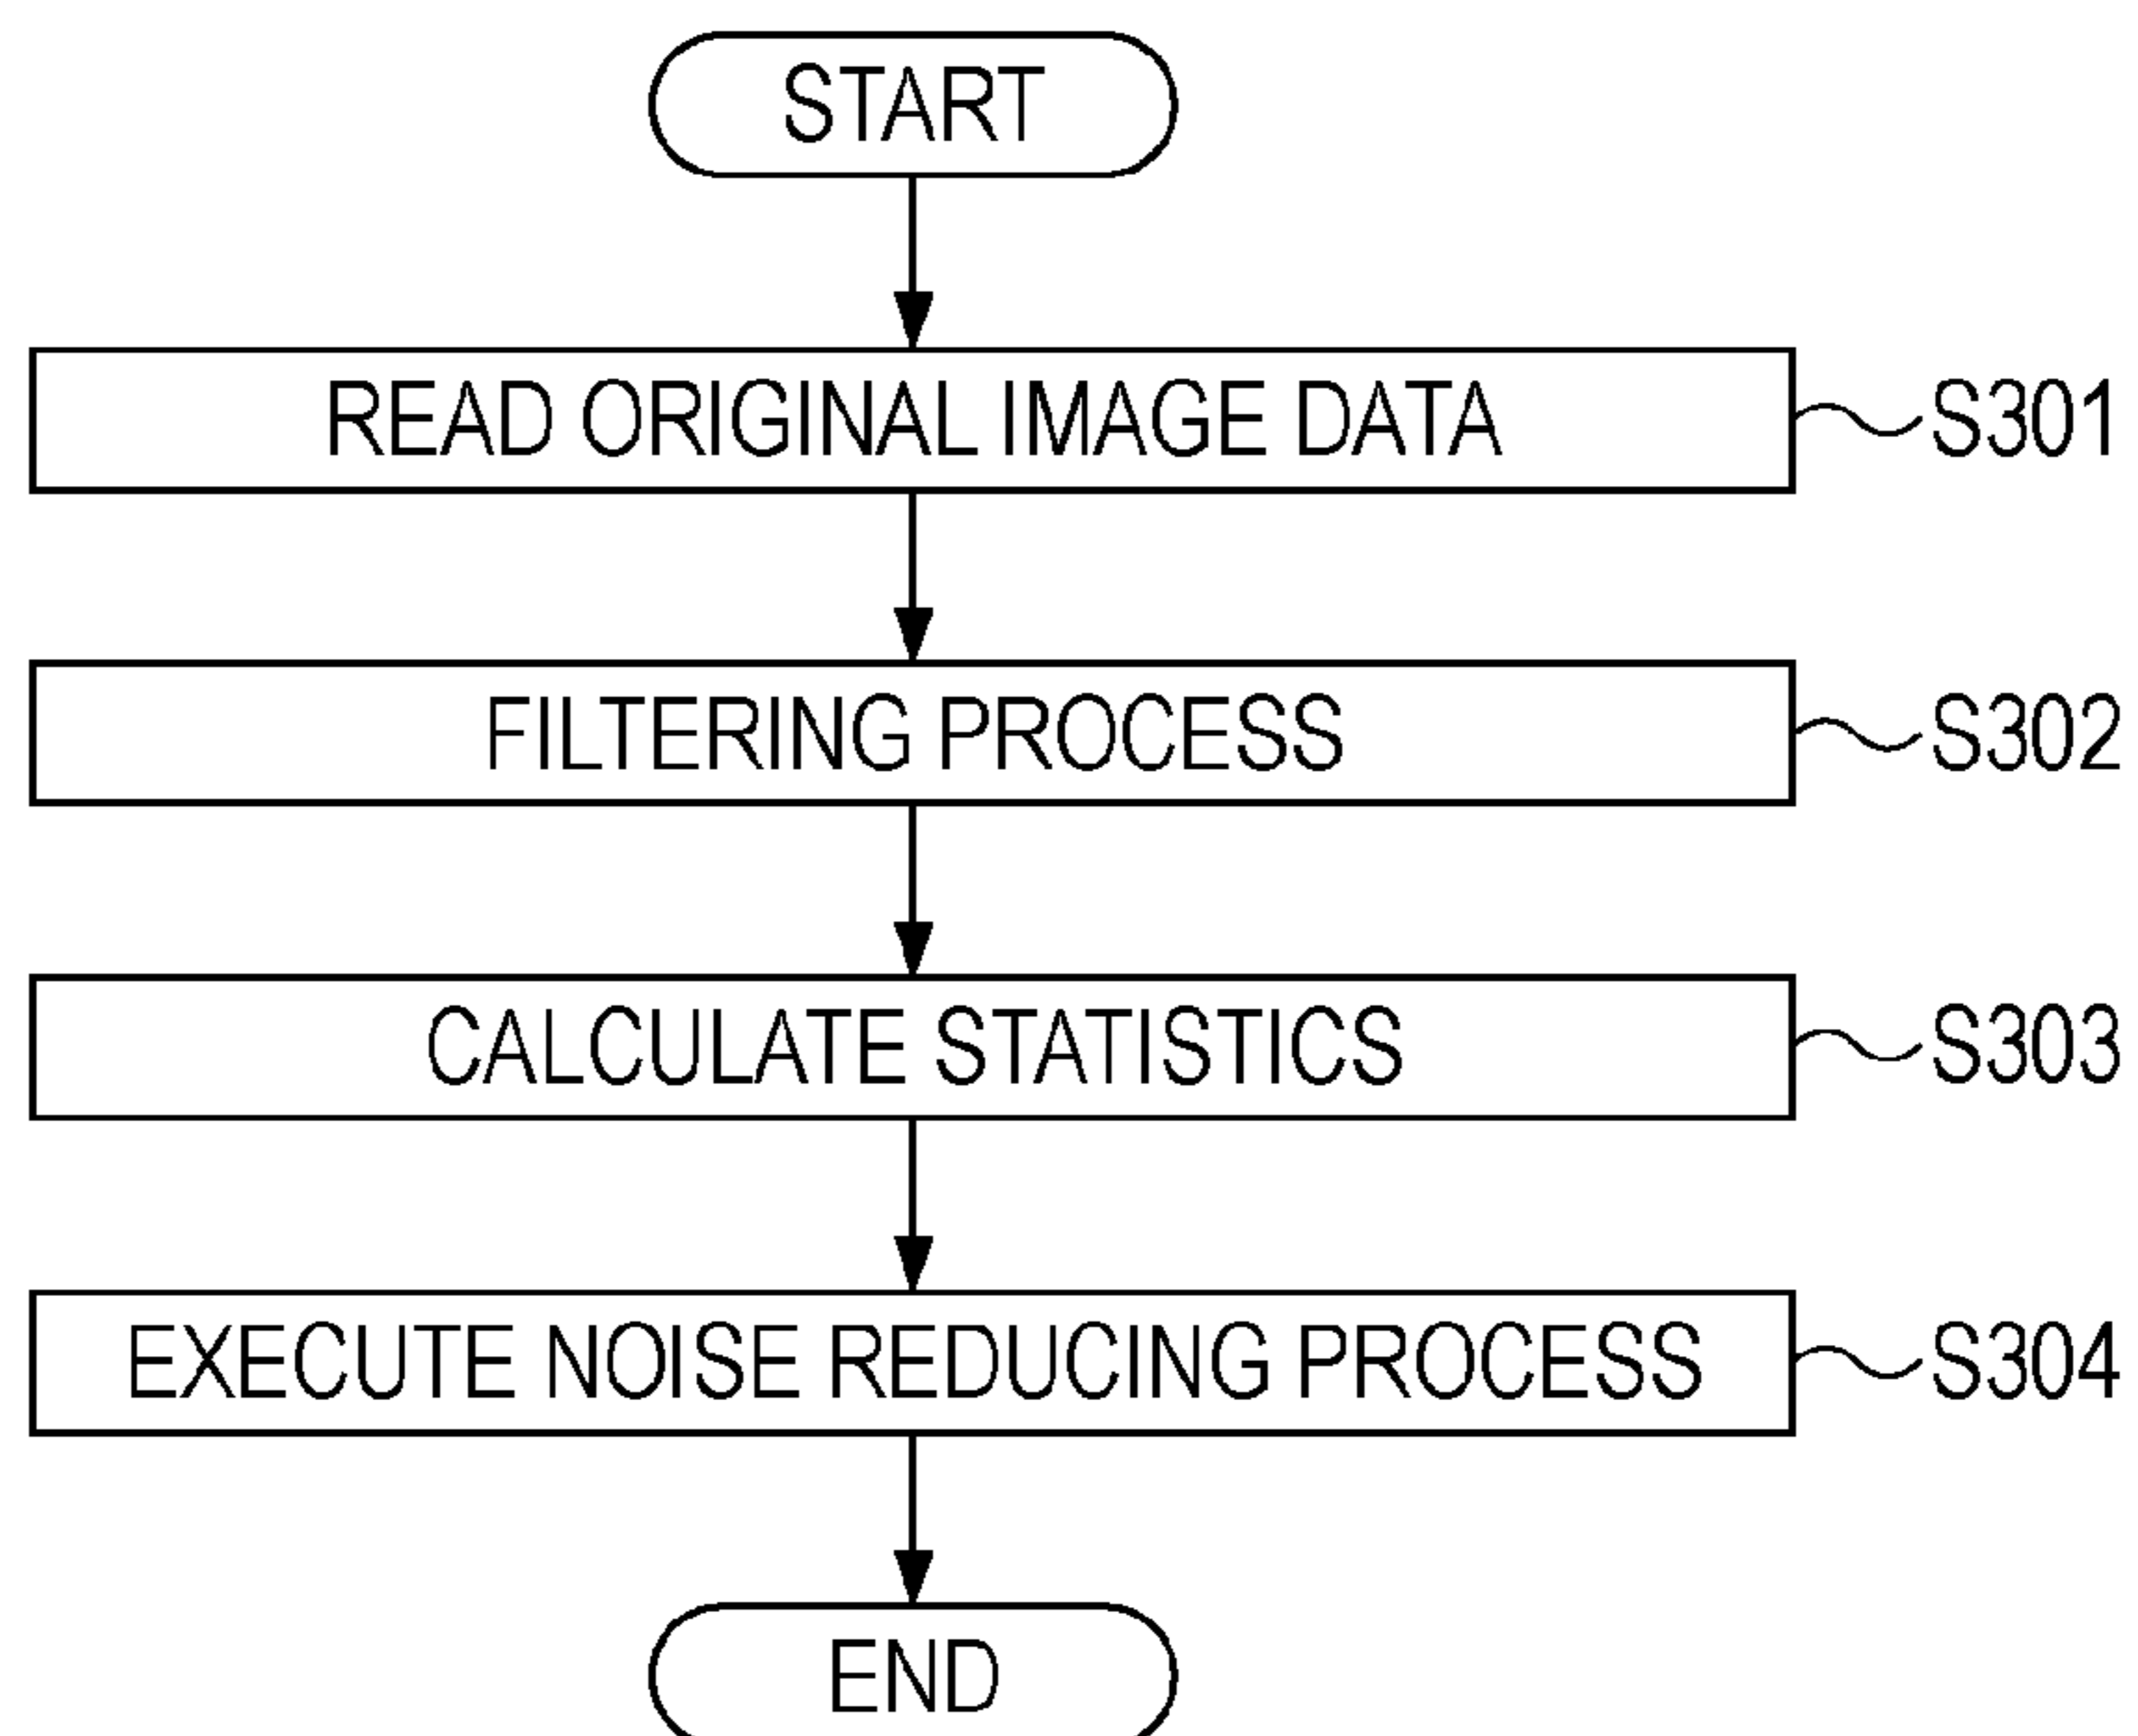 START
READ ORIGINAL IMAGE DATA S301
FILTERING PROCESS S302
CALCULATE STATISTICS S303
EXECUTE NOISE REDUCING PROCESS S304
END